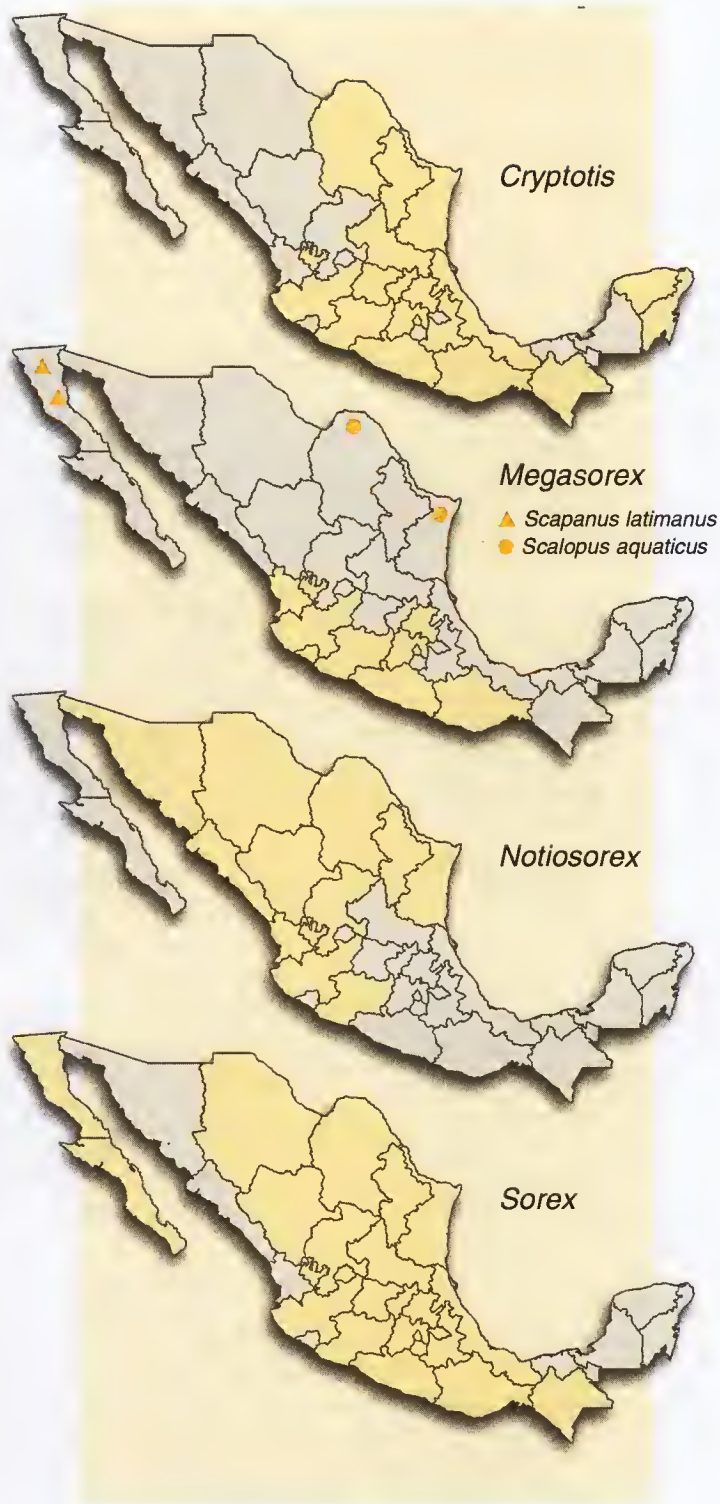 Cryptotis
Megasorex
Scapanus latimanus
Scalopus aquaticus
Notiosorex
Sorex